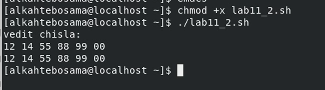 [alkahtebosama@localhost ~]$ chmod +x lab11_2.sh
[alkahtebosama@localhost ~]$ ./lab11_2.sh
vedit chisla:
12 14 55 88 99 00
12 14 55 88 99 00
[alkahtebosama@localhost ~]$